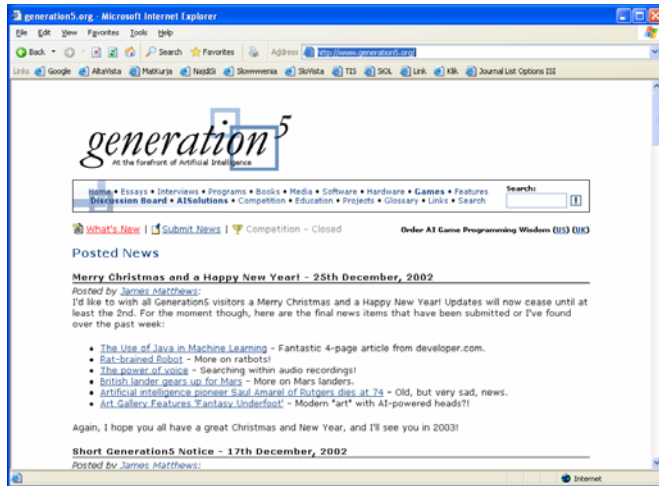 generation5.org - Microsoft Internet Explorer
File Edit View Favorites Tools Help
Back Search Favorites Address http://www.generation5.org/
Links Google AltaVista MatKurja Najdi.Si Slowwwenia SloVista TIS SiOL Link Klik Journal List Options ISI
generation5
At the forefront of Artificial Intelligence
Home • Essays • Interviews • Programs • Books • Media • Software • Hardware • Games • Features
Discussion Board • AISolutions • Competition • Education • Projects • Glossary • Links • Search
Search:
What's New | Submit News | Competition - Closed
Order AI Game Programming Wisdom (US) (UK)
Posted News
Merry Christmas and a Happy New Year! - 25th December, 2002
Posted by James Matthews:
I'd like to wish all Generation5 visitors a Merry Christmas and a Happy New Year! Updates will now cease until at
least the 2nd. For the moment though, here are the final news items that have been submitted or I've found
over the past week:
• The Use of Java in Machine Learning - Fantastic 4-page article from developer.com.
• Rat-brained Robot - More on ratbots!
• The power of voice - Searching within audio recordings!
• British lander gears up for Mars - More on Mars landers.
• Artificial intelligence pioneer Saul Amarel of Rutgers dies at 74 - Old, but very sad, news.
• Art Gallery Features 'Fantasy Underfoot' - Modern "art" with AI-powered heads?!
Again, I hope you all have a great Christmas and New Year, and I'll see you in 2003!
Short Generation5 Notice - 17th December, 2002
Posted by James Matthews:
Internet